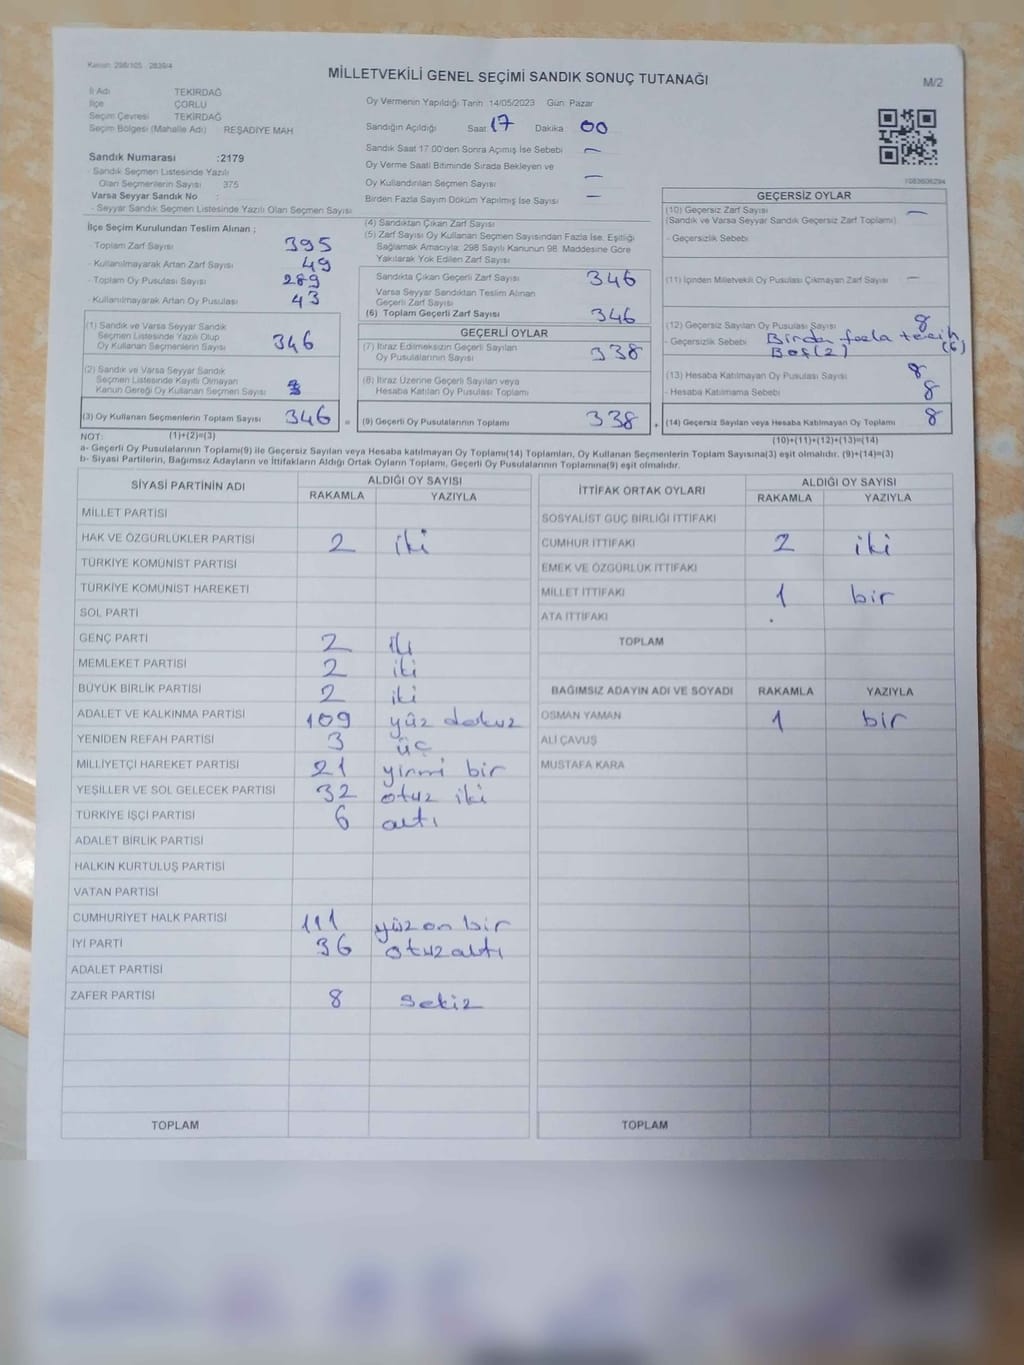 Kanun: 298/105 - 2839/4
MİLLETVEKİLİ GENEL SEÇİMİ SANDIK SONUÇ TUTANAĞI
M/2
İl Adı TEKİRDAĞ
İlçe ÇORLU
Seçim Çevresi TEKİRDAĞ
Seçim Bölgesi (Mahalle Adı) REŞADİYE MAH
Sandık Numarası :2179
- Sandık Seçmen Listesinde Yazılı
Olan Seçmenlerin Sayısı 375
Varsa Seyyar Sandık No :
- Seyyar Sandık Seçmen Listesinde Yazılı Olan Seçmen Sayısı
Oy Vermenin Yapıldığı Tarih 14/05/2023 Gün: Pazar
Sandığın Açıldığı Saat: 17 Dakika 00
Sandık Saat 17:00'den Sonra Açılmış İse Sebebi —
Oy Verme Saati Bitiminde Sırada Bekleyen ve
Oy Kullandırılan Seçmen Sayısı —
Birden Fazla Sayım Döküm Yapılmış İse Sayısı —
1083606294
İlçe Seçim Kurulundan Teslim Alınan ;
- Toplam Zarf Sayısı 395
- Kullanılmayarak Artan Zarf Sayısı 49
- Toplam Oy Pusulası Sayısı 289
- Kullanılmayarak Artan Oy Pusulası 43
(1) Sandık ve Varsa Seyyar Sandık
Seçmen Listesinde Yazılı Olup
Oy Kullanan Seçmenlerin Sayısı 346
(2) Sandık ve Varsa Seyyar Sandık
Seçmen Listesinde Kayıtlı Olmayan
Kanun Gereği Oy Kullanan Seçmen Sayısı
(3) Oy Kullanan Seçmenlerin Toplam Sayısı 346 =
(1)+(2)=(3)
(4) Sandıktan Çıkan Zarf Sayısı
(5) Zarf Sayısı Oy Kullanan Seçmen Sayısından Fazla İse, Eşitliği
Sağlamak Amacıyla; 298 Sayılı Kanunun 98. Maddesine Göre
Yakılarak Yok Edilen Zarf Sayısı
Sandıkta Çıkan Geçerli Zarf Sayısı 346
Varsa Seyyar Sandıktan Teslim Alınan
Geçerli Zarf Sayısı
(6) Toplam Geçerli Zarf Sayısı 346
GEÇERLİ OYLAR
(7) İtiraz Edilmeksizin Geçerli Sayılan
Oy Pusulalarının Sayısı 338
(8) İtiraz Üzerine Geçerli Sayılan veya
Hesaba Katılan Oy Pusulası Toplamı
(9) Geçerli Oy Pusulalarının Toplamı 338 +
GEÇERSİZ OYLAR
(10) Geçersiz Zarf Sayısı —
(Sandık ve Varsa Seyyar Sandık Geçersiz Zarf Toplamı)
- Geçersizlik Sebebi
(11) İçinden Milletvekili Oy Pusulası Çıkmayan Zarf Sayısı —
(12) Geçersiz Sayılan Oy Pusulası Sayısı 8
- Geçersizlik Sebebi Birden fazla tercih (6)
Boş(2)
(13) Hesaba Katılmayan Oy Pusulası Sayısı 8
- Hesaba Katılmama Sebebi 8
(14) Geçersiz Sayılan veya Hesaba Katılmayan Oy Toplamı 8
(10)+(11)+(12)+(13)=(14)
NOT:
a- Geçerli Oy Pusulalarının Toplamı(9) ile Geçersiz Sayılan veya Hesaba katılmayan Oy Toplamı(14) Toplamları, Oy Kullanan Seçmenlerin Toplam Sayısına(3) eşit olmalıdır. (9)+(14)=(3)
b- Siyasi Partilerin, Bağımsız Adayların ve İttifakların Aldığı Ortak Oyların Toplamı, Geçerli Oy Pusulalarının Toplamına(9) eşit olmalıdır.
SİYASİ PARTİNİN ADI ALDIĞI OY SAYISI
RAKAMLA YAZIYLA
MİLLET PARTİSİ
HAK VE ÖZGÜRLÜKLER PARTİSİ 2 iki
TÜRKİYE KOMÜNİST PARTİSİ
TÜRKİYE KOMÜNİST HAREKETİ
SOL PARTİ
GENÇ PARTİ 2 iki
MEMLEKET PARTİSİ 2 iki
BÜYÜK BİRLİK PARTİSİ 2 iki
ADALET VE KALKINMA PARTİSİ 109 yüz dokuz
YENİDEN REFAH PARTİSİ 3 üç
MİLLİYETÇİ HAREKET PARTİSİ 21 yirmi bir
YEŞİLLER VE SOL GELECEK PARTİSİ 32 otuz iki
TÜRKİYE İŞÇİ PARTİSİ 6 altı
ADALET BİRLİK PARTİSİ
HALKIN KURTULUŞ PARTİSİ
VATAN PARTİSİ
CUMHURİYET HALK PARTİSİ 111 yüz on bir
İYİ PARTİ 36 otuz altı
ADALET PARTİSİ
ZAFER PARTİSİ 8 sekiz
TOPLAM
İTTİFAK ORTAK OYLARI ALDIĞI OY SAYISI
RAKAMLA YAZIYLA
SOSYALİST GÜÇ BİRLİĞİ İTTİFAKI
CUMHUR İTTİFAKI 2 iki
EMEK VE ÖZGÜRLÜK İTTİFAKI
MİLLET İTTİFAKI 1 bir
ATA İTTİFAKI
TOPLAM
BAĞIMSIZ ADAYIN ADI VE SOYADI RAKAMLA YAZIYLA
OSMAN YAMAN 1 bir
ALİ ÇAVUŞ
MUSTAFA KARA
TOPLAM